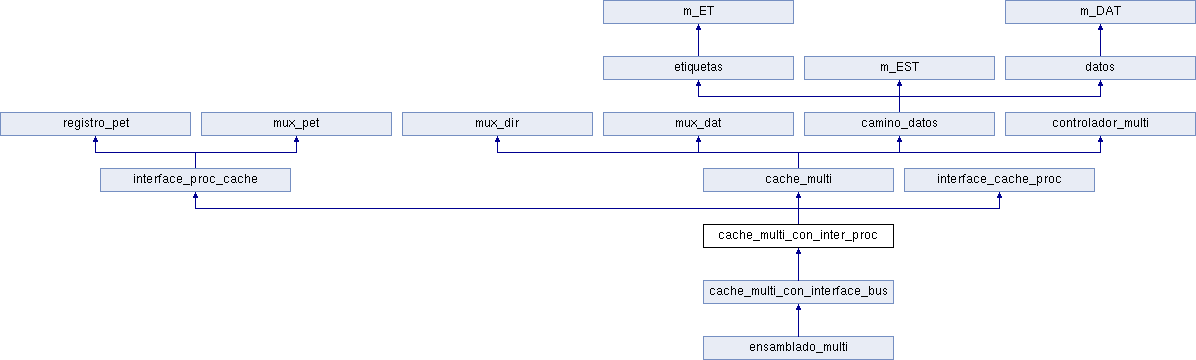 m_ET
m_DAT
etiquetas
m_EST
datos
registro_pet
mux_pet
mux_dir
mux_dat
camino_datos
controlador_multi
interface_proc_cache
cache_multi
interface_cache_proc
cache_multi_con_inter_proc
cache_multi_con_interface_bus
ensamblado_multi